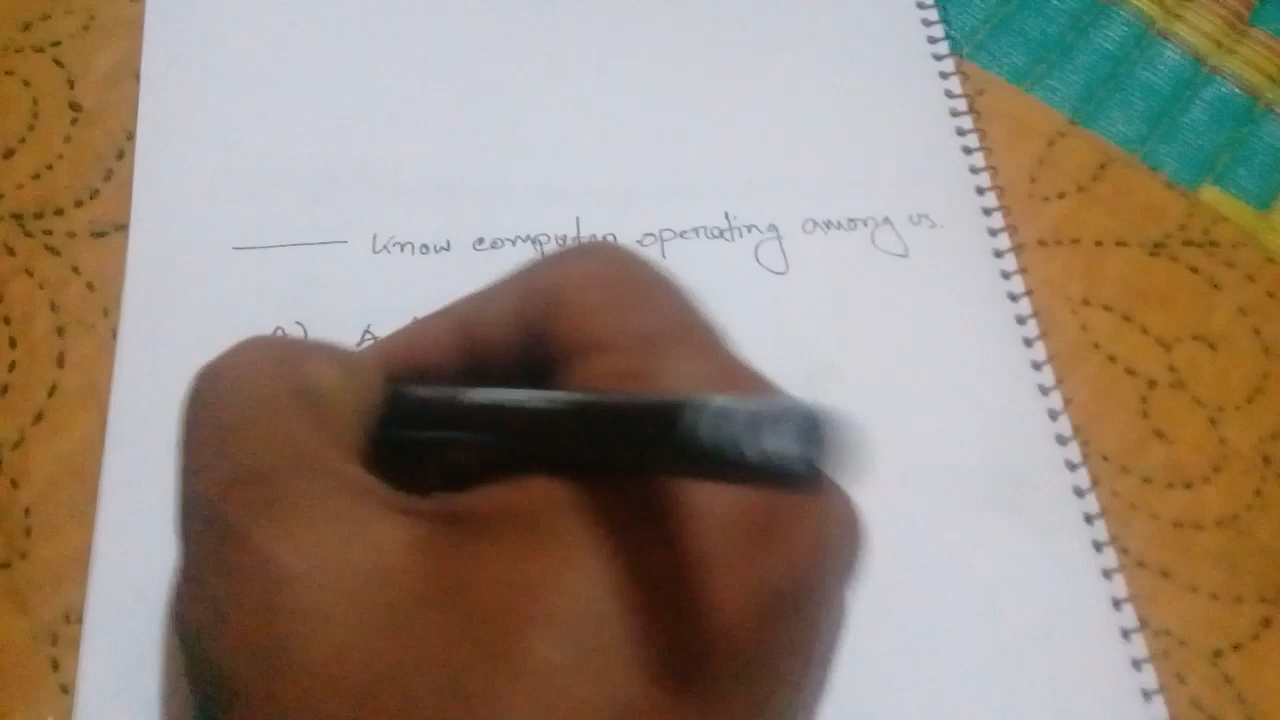 _____ know computer operating among us.
a) A